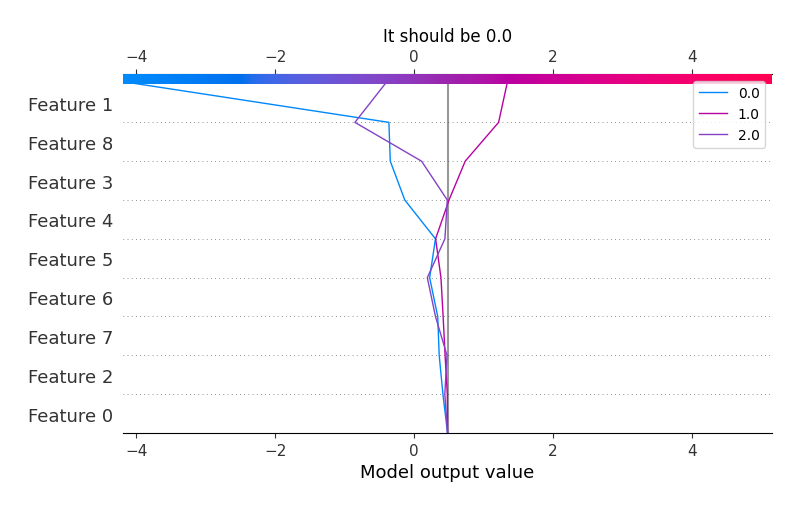 It should be 0.0
−4 −2 0 2 4
0.0
1.0
2.0
Feature 1
Feature 8
Feature 3
Feature 4
Feature 5
Feature 6
Feature 7
Feature 2
Feature 0
−4 −2 0 2 4
Model output value